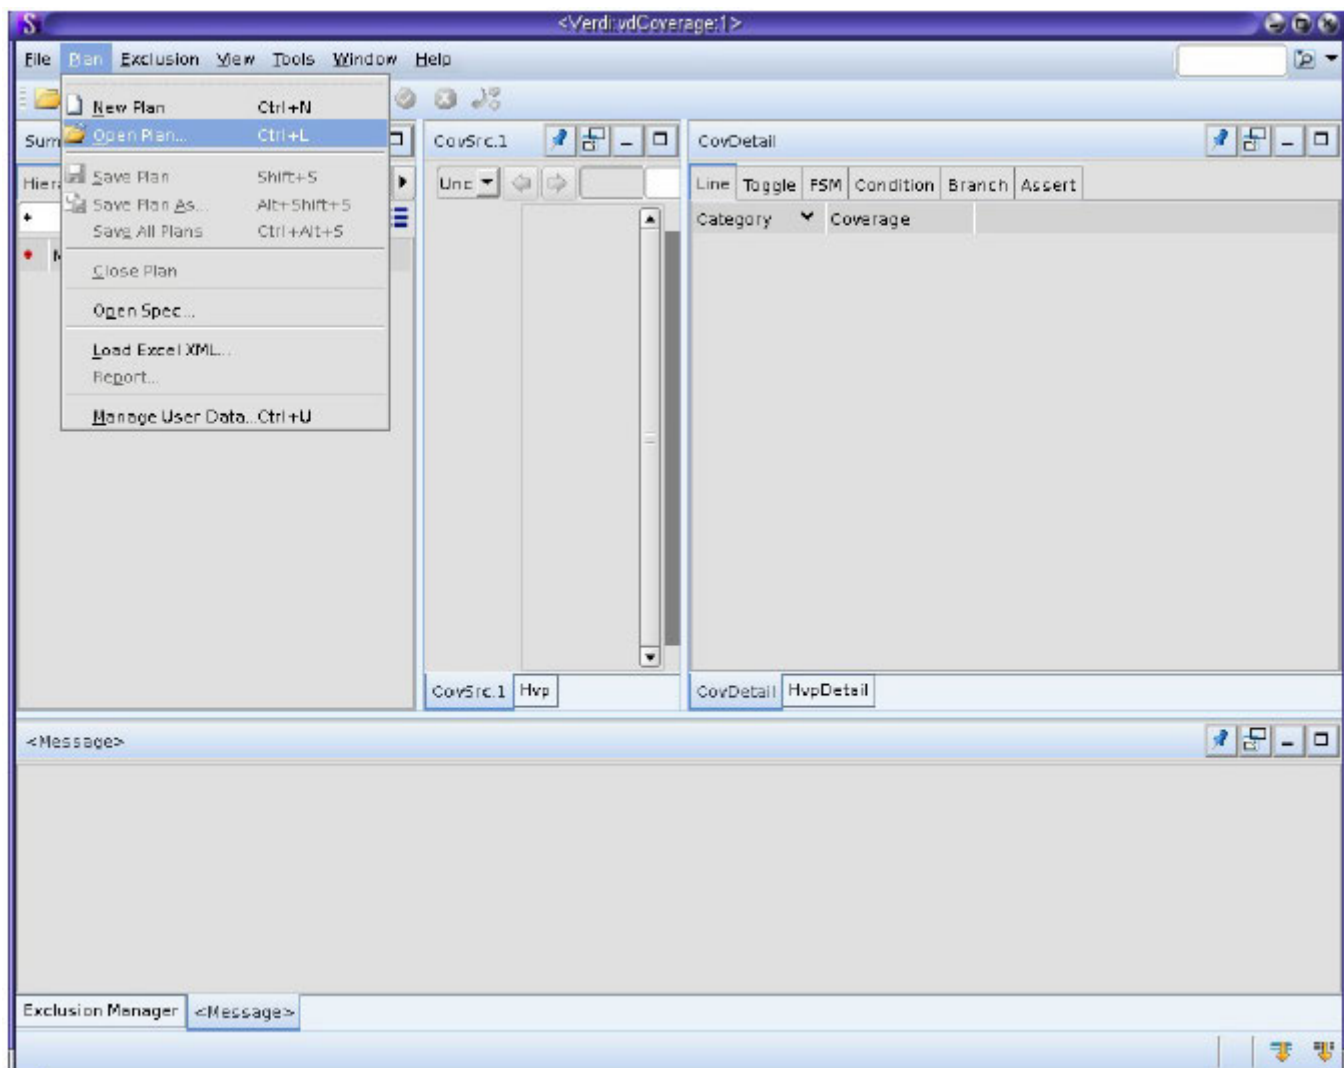 <Verdi:vdCoverage:1>
File Plan Exclusion View Tools Window Help
New Plan Ctrl+N
Open Plan... Ctrl+L
Save Plan Shift+S
Save Plan As... Alt+Shift+S
Save All Plans Ctrl+Alt+S
Close Plan
Open Spec...
Load Excel XML...
Report...
Manage User Data...Ctrl+U
Sum
Hier
M
CovSrc.1
Unc
CovSrc.1 Hvp
CovDetail
Line Toggle FSM Condition Branch Assert
Category Coverage
CovDetail HvpDetail
<Message>
Exclusion Manager <Message>